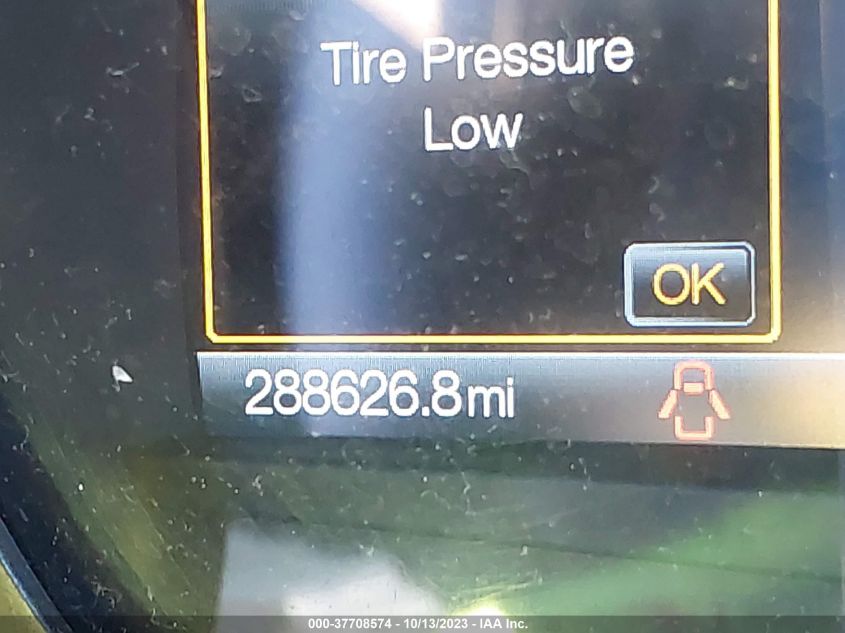 Tire Pressure
Low
OK
288626.8mi
000-37708574 - 10/13/2023 - IAA Inc.